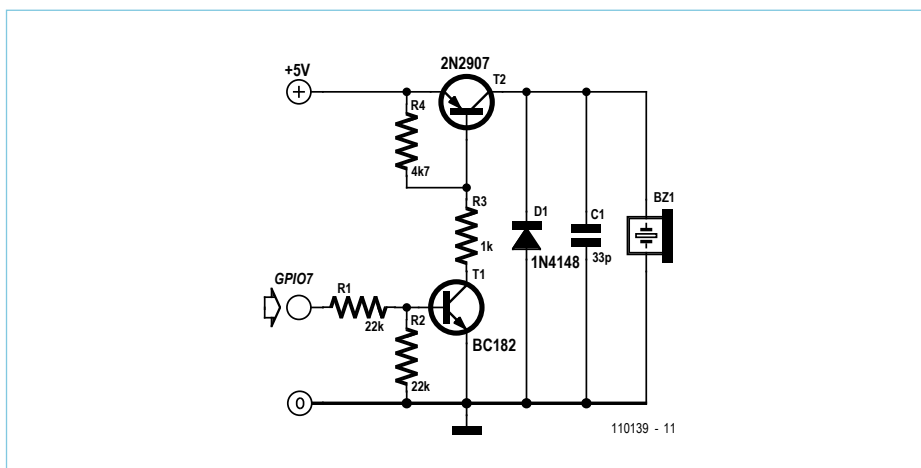 2N2907
+5V
T2
R4
4k7
R3
1k
D1
1N4148
C1
33p
BZ1
GPIO7
R1
22k
T1
R2
22k
BC182
0
110139 - 11